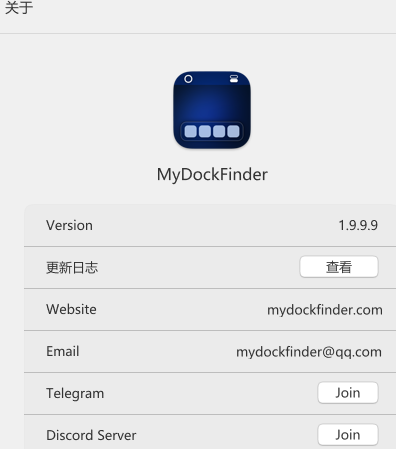 关于
MyDockFinder
Version 1.9.9.9
更新日志 查看
Website mydockfinder.com
Email mydockfinder@qq.com
Telegram Join
Discord Server Join